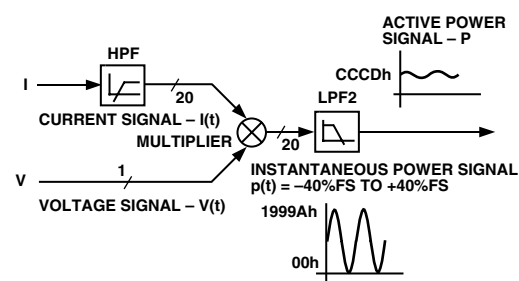 ACTIVE POWER
SIGNAL – P
HPF
CCCDh
I
20
LPF2
CURRENT SIGNAL – I(t)
MULTIPLIER
20
1
INSTANTANEOUS POWER SIGNAL
V
p(t) = –40%FS TO +40%FS
VOLTAGE SIGNAL – V(t)
1999Ah
00h